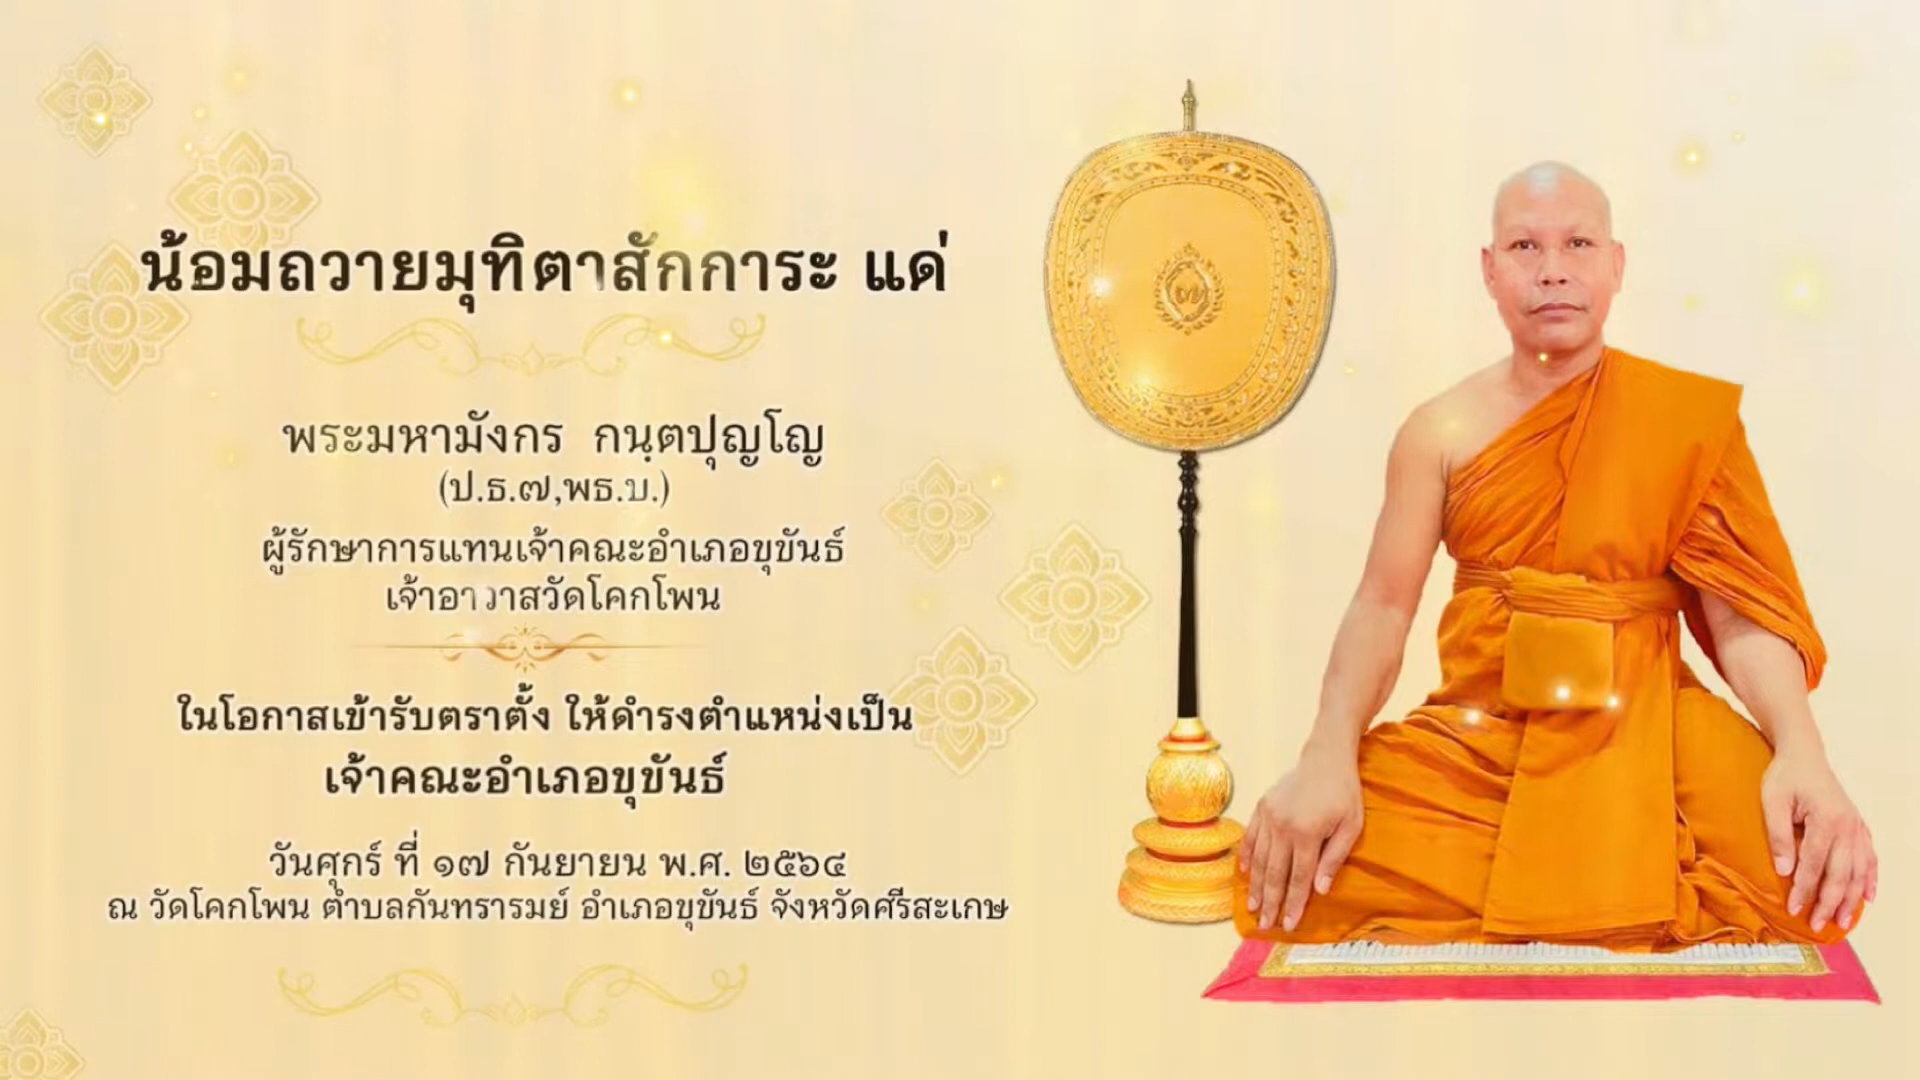 น้อมถวายมุทิตาสักการะ แด่
พระมหามังกร กนฺตปุญโญ
(ป.ธ.๗,พธ.บ.)
ผู้รักษาการแทนเจ้าคณะอำเภอขุขันธ์
เจ้าอาวาสวัดโคกโพน
ในโอกาสเข้ารับตราตั้ง ให้ดำรงตำแหน่งเป็น
เจ้าคณะอำเภอขุขันธ์
วันศุกร์ ที่ ๑๗ กันยายน พ.ศ. ๒๕๖๔
ณ วัดโคกโพน ตำบลกันทรารมย์ อำเภอขุขันธ์ จังหวัดศรีสะเกษ
๗